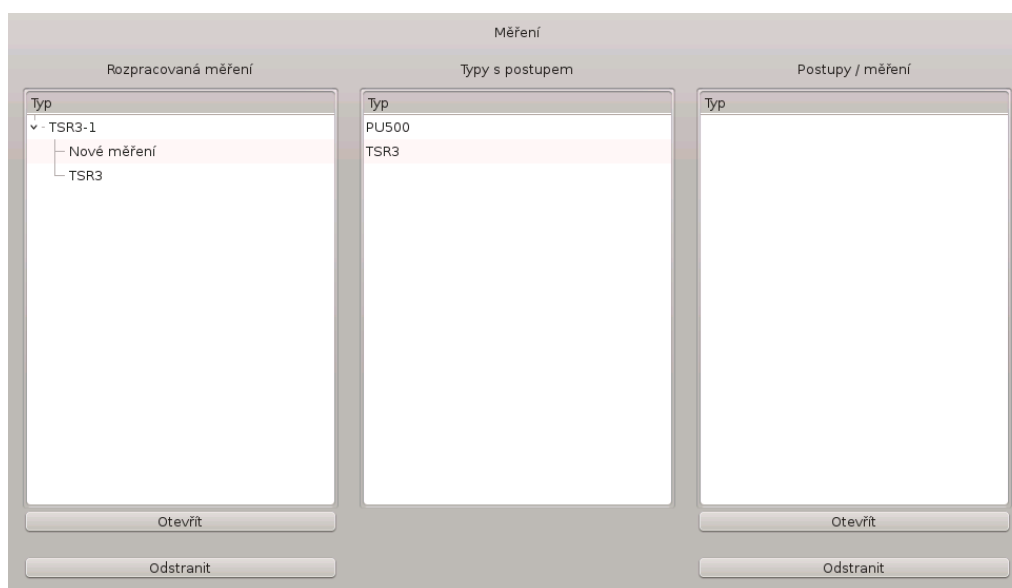 Měření
Rozpracovaná měření
Typ
TSR3-1
Nové měření
TSR3
Otevřít
Odstranit
Typy s postupem
Typ
PU500
TSR3
Postupy / měření
Typ
Otevřít
Odstranit